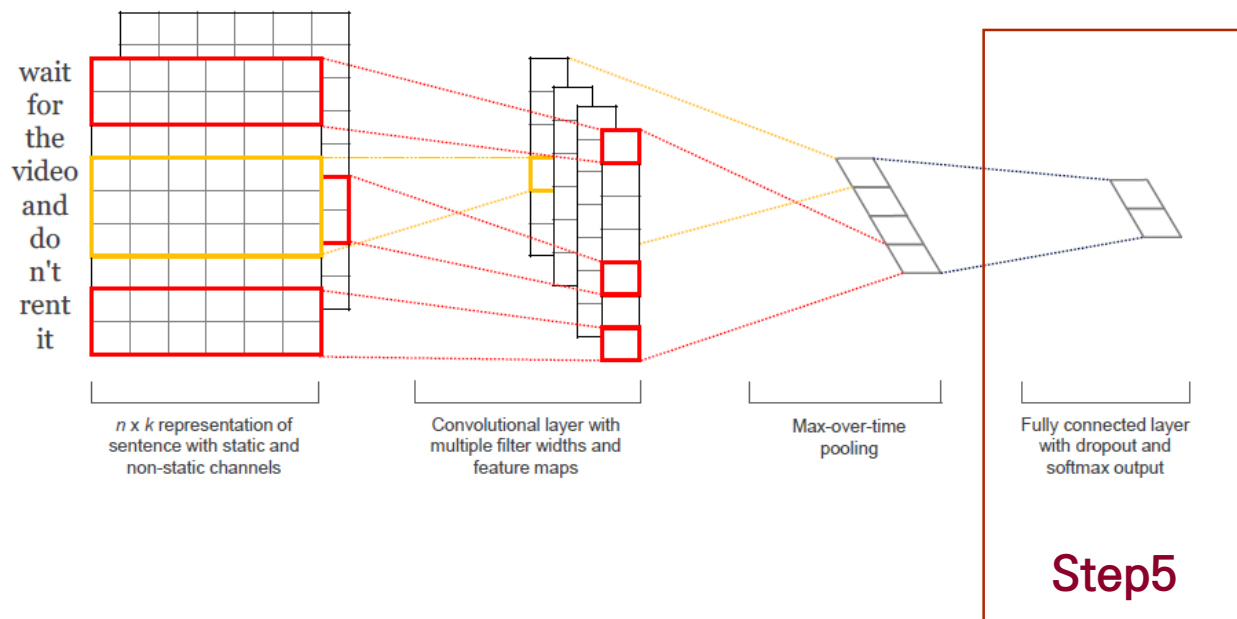 wait
for
the
video
and
do
n't
rent
it
n x k representation of
sentence with static and
non-static channels
Convolutional layer with
multiple filter widths and
feature maps
Max-over-time
pooling
Fully connected layer
with dropout and
softmax output
Step5